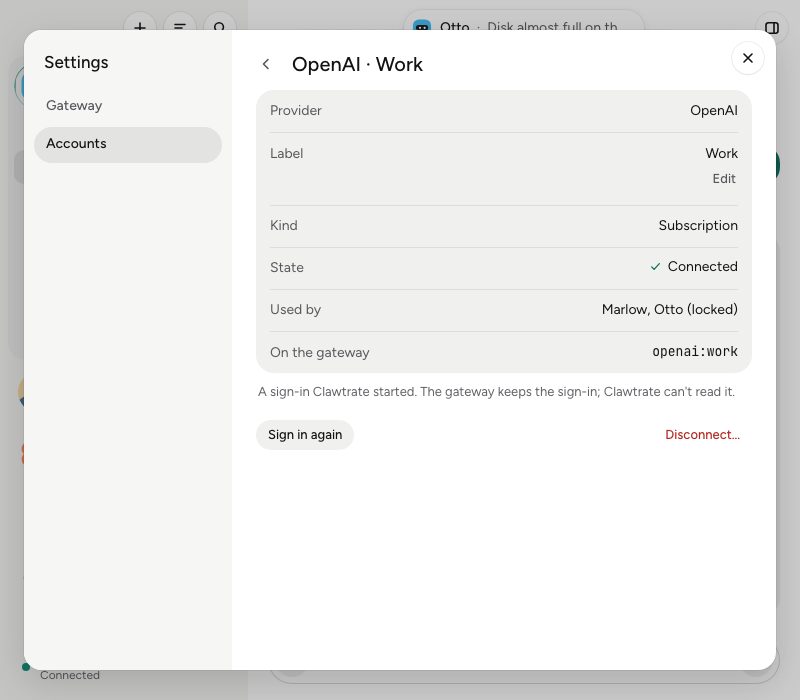 Otto · Disk almost full on th
Settings
Gateway
Accounts
OpenAI · Work
Provider OpenAI
Label Work
Edit
Kind Subscription
State Connected
Used by Marlow, Otto (locked)
On the gateway openai:work
A sign-in Clawtrate started. The gateway keeps the sign-in; Clawtrate can't read it.
Sign in again Disconnect...
Connected